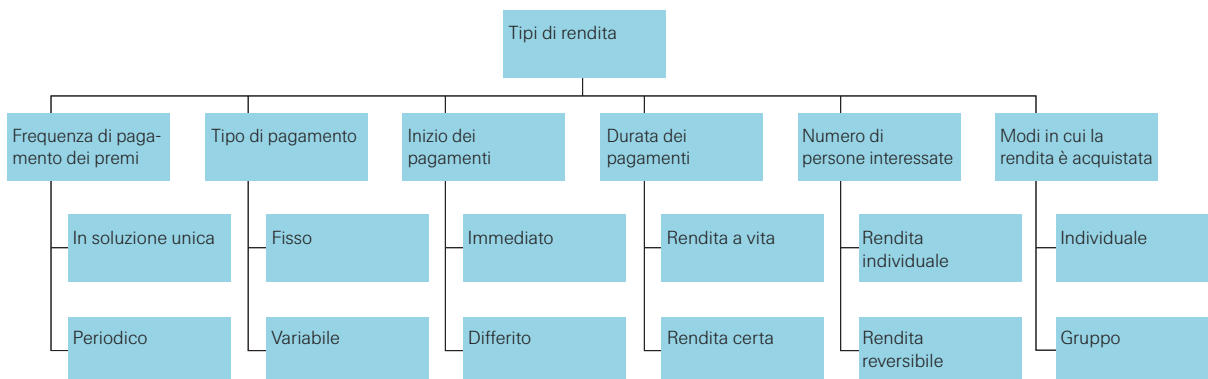 Tipi di rendita
Frequenza di paga-
mento dei premi
Tipo di pagamento
Inizio dei
pagamenti
Durata dei
pagamenti
Numero di
persone interessate
Modi in cui la
rendita è acquistata
In soluzione unica
Fisso
Immediato
Rendita a vita
Rendita
individuale
Individuale
Periodico
Variabile
Differito
Rendita certa
Rendita
reversibile
Gruppo